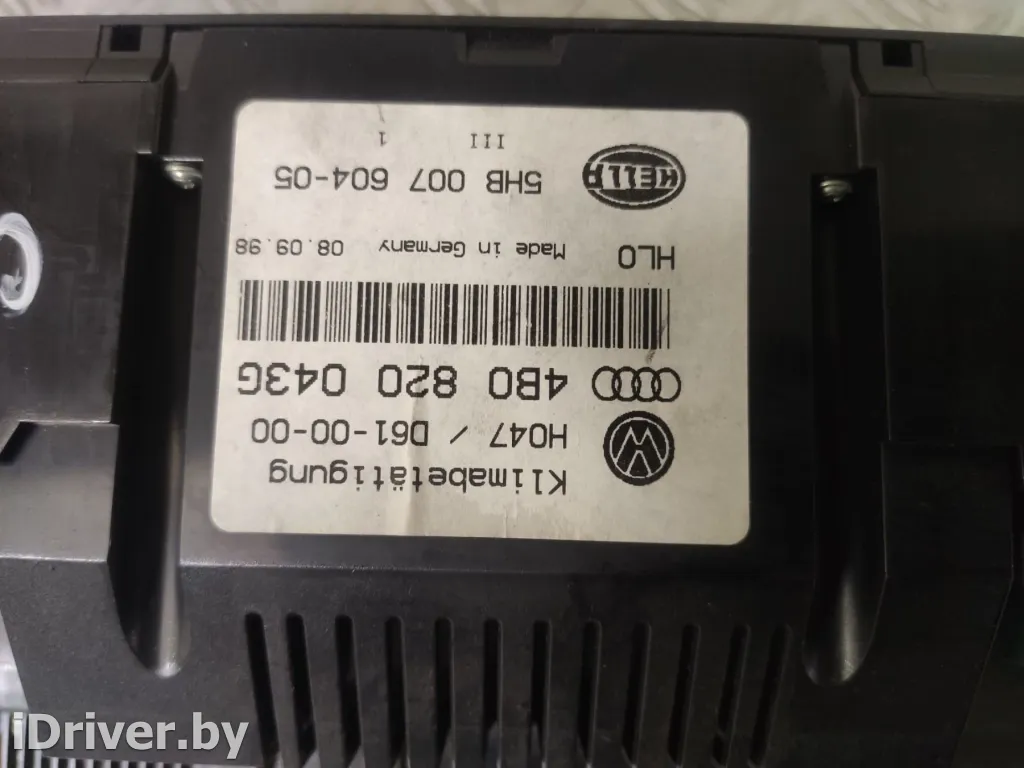 Klimabetätigung
H047 / D61-00-00
4B0 820 043G
HLO Made in Germany 08.09.98
HELLA 5HB 007 604-05
III 1
iDriver.by